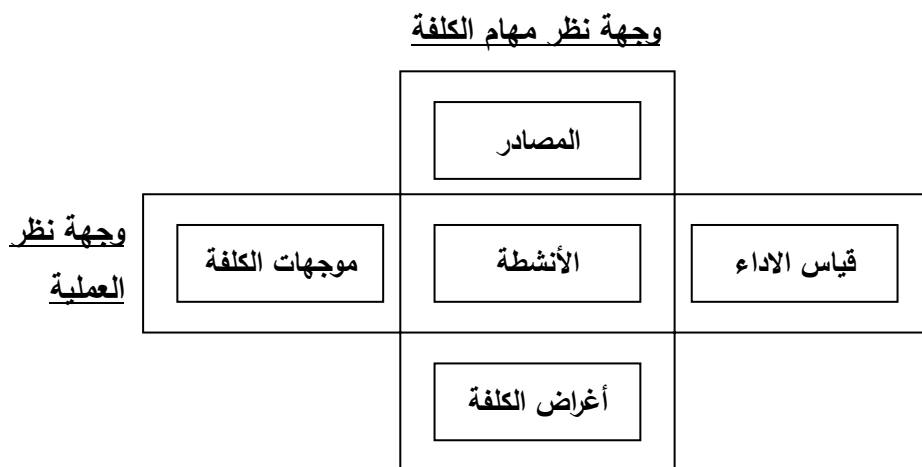 وجهة نظر مهام الكلفة
المصادر
وجهة نظر
العملية
قياس الاداء
الأنشطة
موجهات الكلفة
أغراض الكلفة